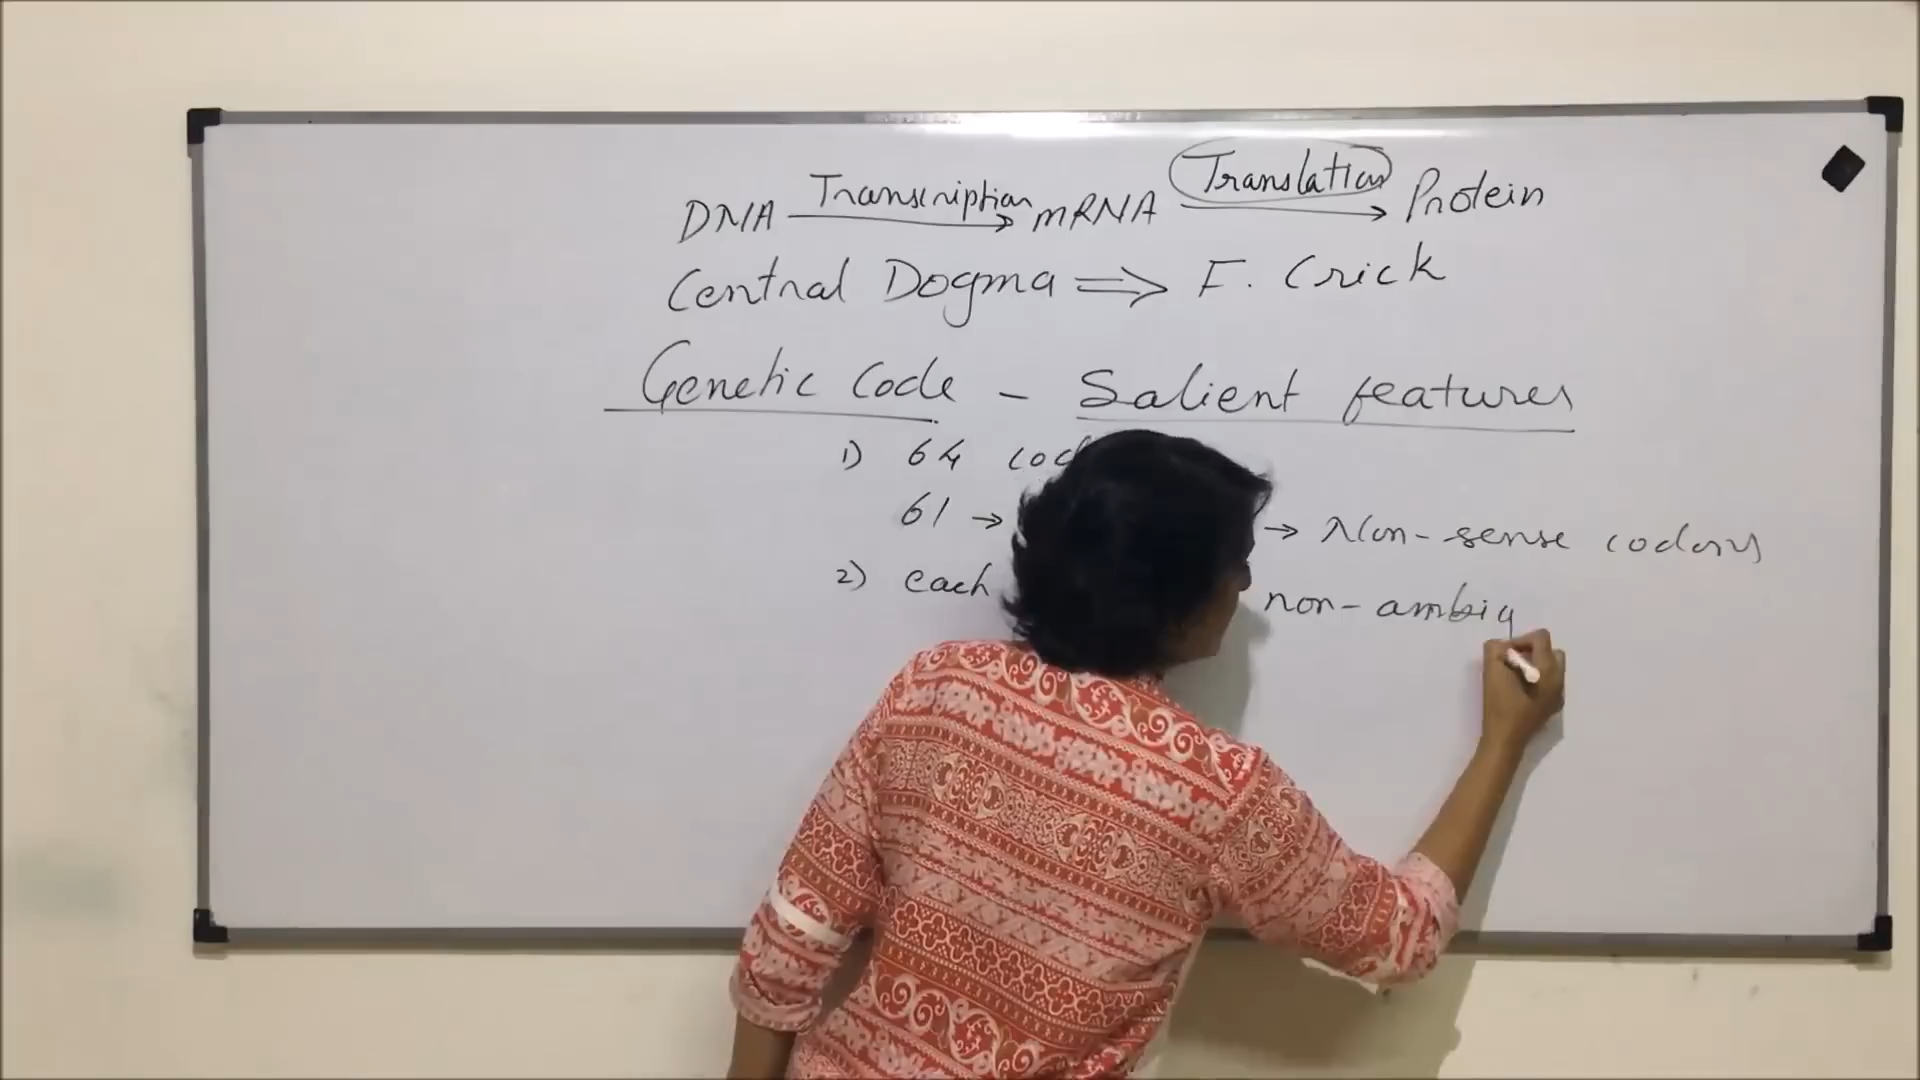 DNA Transcription mRNA Translation Protein
Central Dogma ⇒ F. Crick
Genetic Code - Salient features
1) 64
61 → → Non-sense codons
2) each non-ambig